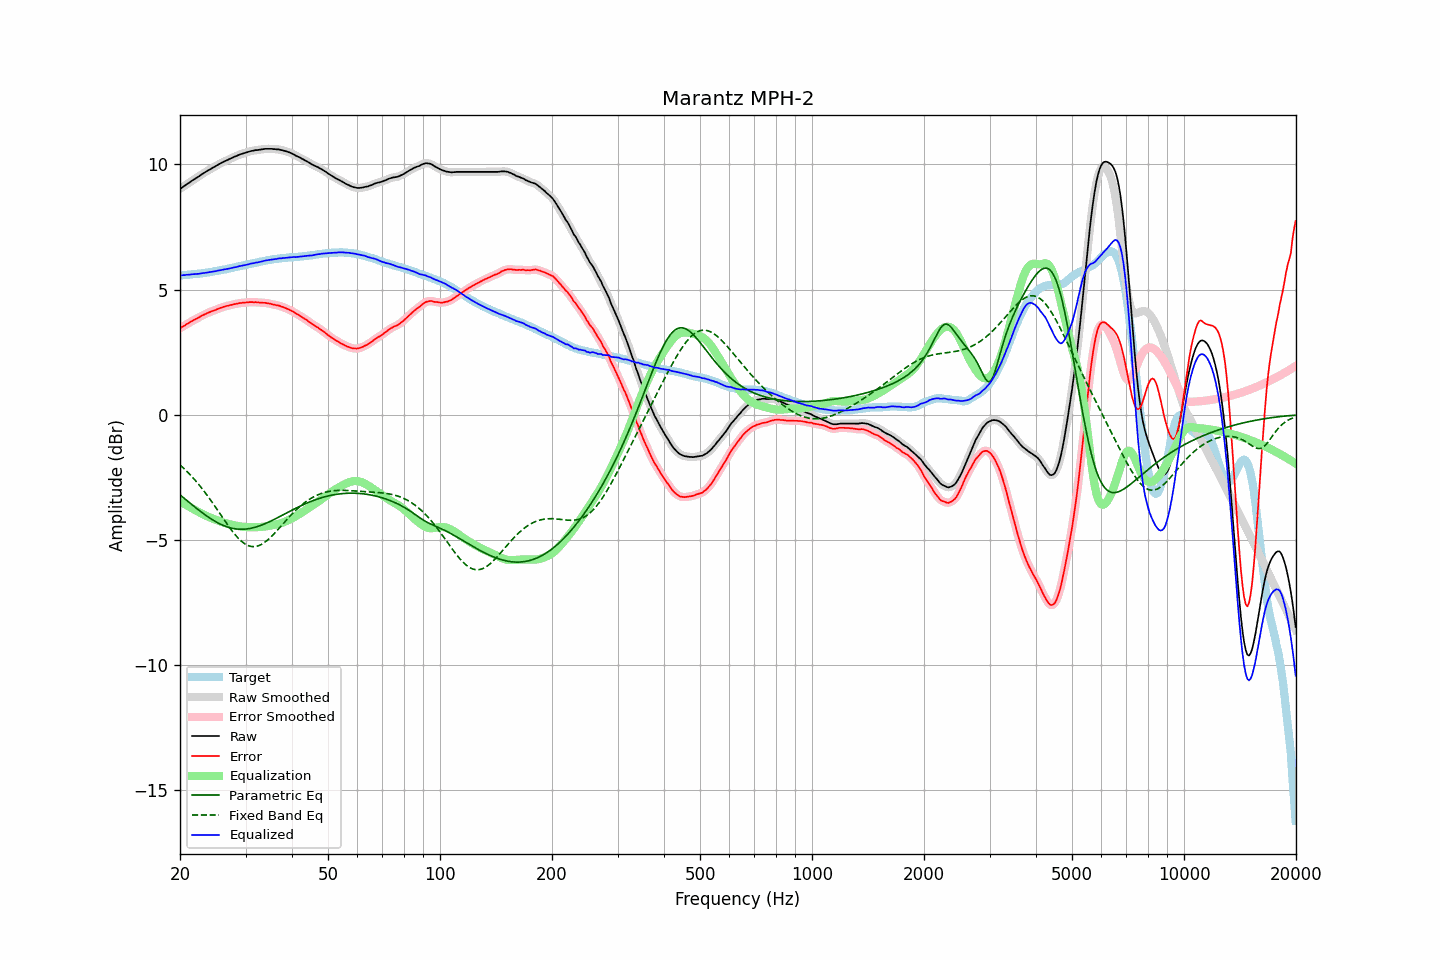 Marantz MPH-2
Amplitude (dBr)
10
5
0
−5
−10
−15
Target
Raw Smoothed
Error Smoothed
Raw
Error
Equalization
Parametric Eq
Fixed Band Eq
Equalized
20 50 100 200 500 1000 2000 5000 10000 20000
Frequency (Hz)